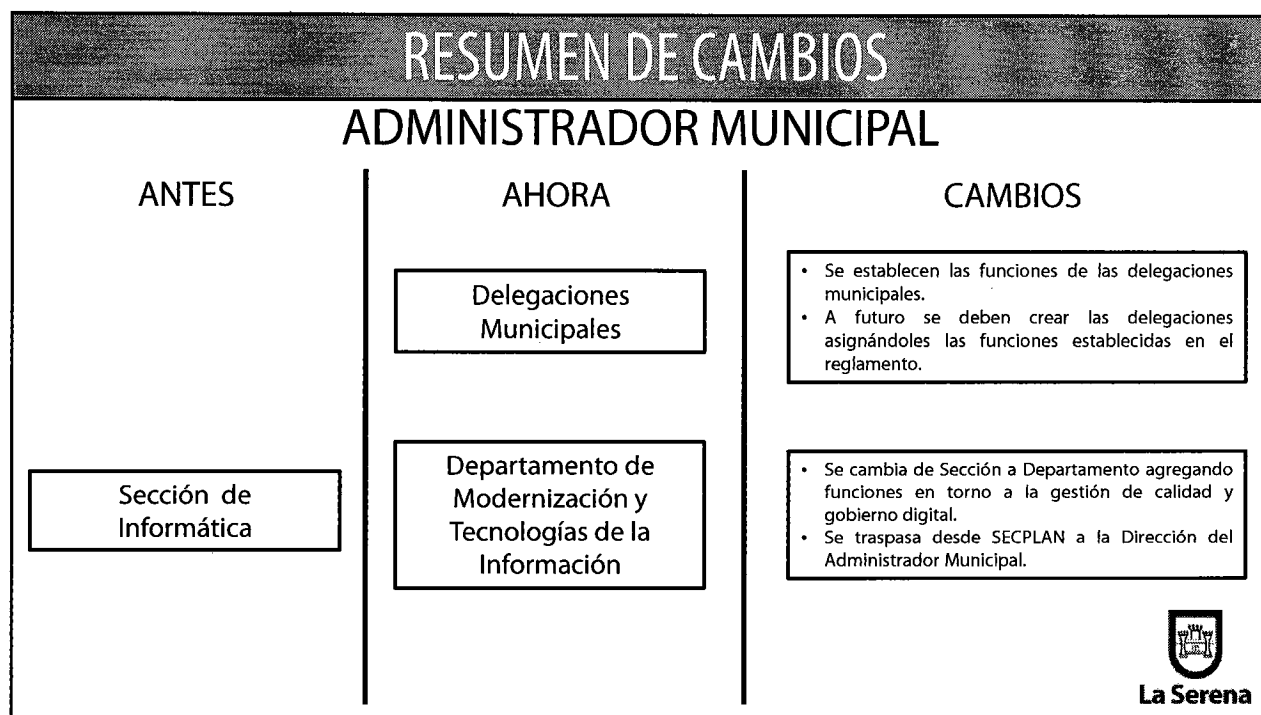 RESUMEN DE CAMBIOS
ADMINISTRADOR MUNICIPAL
ANTES
Sección de
Informática
AHORA
Delegaciones
Municipales
Departamento de
Modernización y
Tecnologías de la
Información
CAMBIOS
• Se establecen las funciones de las delegaciones
municipales.
• A futuro se deben crear las delegaciones
asignándoles las funciones establecidas en el
reglamento.
• Se cambia de Sección a Departamento agregando
funciones en torno a la gestión de calidad y
gobierno digital.
• Se traspasa desde SECPLAN a la Dirección del
Administrador Municipal.
La Serena